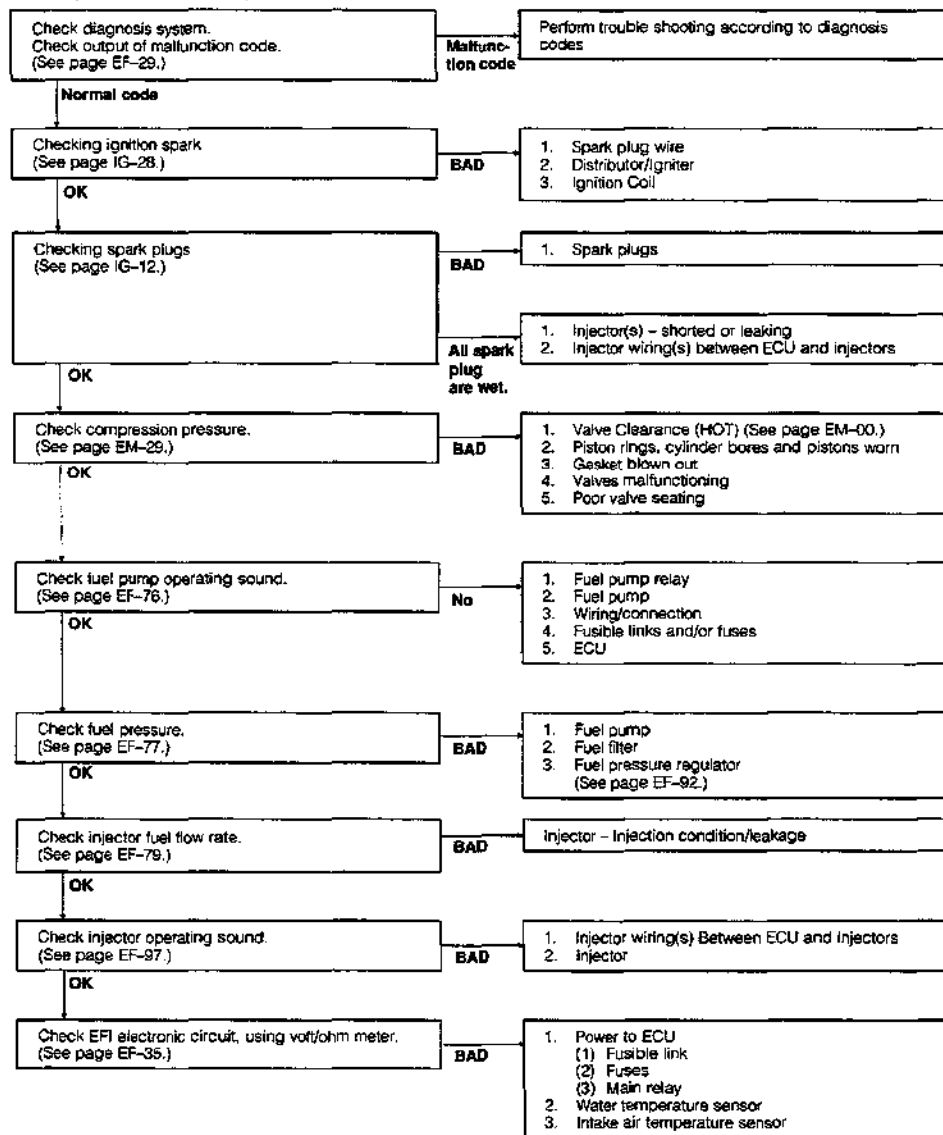 Check diagnosis system.
Check output of malfunction code.
(See page EF–29.)
Malfunc-
tion code
Perform trouble shooting according to diagnosis
codes
Normal code
Checking ignition spark
(See page IG–28.)
BAD
1. Spark plug wire
2. Distributor/Igniter
3. Ignition Coil
OK
Checking spark plugs
(See page IG–12.)
BAD
1. Spark plugs
All spark
plug
are wet.
1. Injector(s) – shorted or leaking
2. Injector wiring(s) between ECU and injectors
OK
Check compression pressure.
(See page EM–29.)
BAD
1. Valve Clearance (HOT) (See page EM–00.)
2. Piston rings, cylinder bores and pistons worn
3. Gasket blown out
4. Valves malfunctioning
5. Poor valve seating
OK
Check fuel pump operating sound.
(See page EF–76.)
No
1. Fuel pump relay
2. Fuel pump
3. Wiring/connection
4. Fusible links and/or fuses
5. ECU
OK
Check fuel pressure.
(See page EF–77.)
BAD
1. Fuel pump
2. Fuel filter
3. Fuel pressure regulator
(See page EF–92.)
OK
Check injector fuel flow rate.
(See page EF–79.)
BAD
Injector – Injection condition/leakage
OK
Check injector operating sound.
(See page EF–97.)
BAD
1. Injector wiring(s) Between ECU and Injectors
2. Injector
OK
Check EFI electronic circuit, using volt/ohm meter.
(See page EF–35.)
BAD
1. Power to ECU
(1) Fusible link
(2) Fuses
(3) Main relay
2. Water temperature sensor
3. Intake air temperature sensor